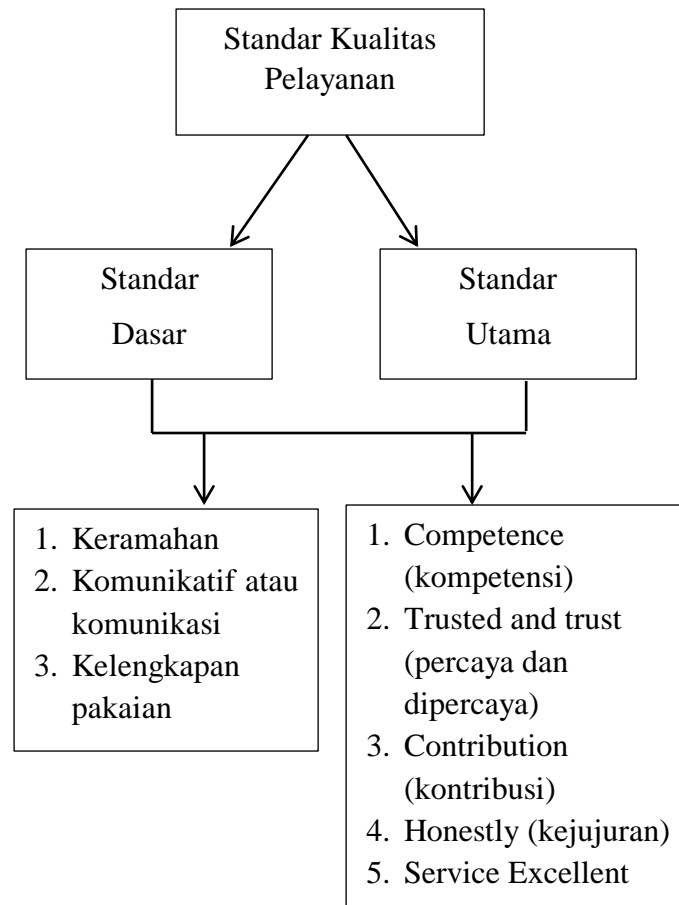 Standar Kualitas
Pelayanan
Standar
Dasar
Standar
Utama
1. Keramahan
2. Komunikatif atau
komunikasi
3. Kelengkapan
pakaian
1. Competence
(kompetensi)
2. Trusted and trust
(percaya dan
dipercaya)
3. Contribution
(kontribusi)
4. Honestly (kejujuran)
5. Service Excellent